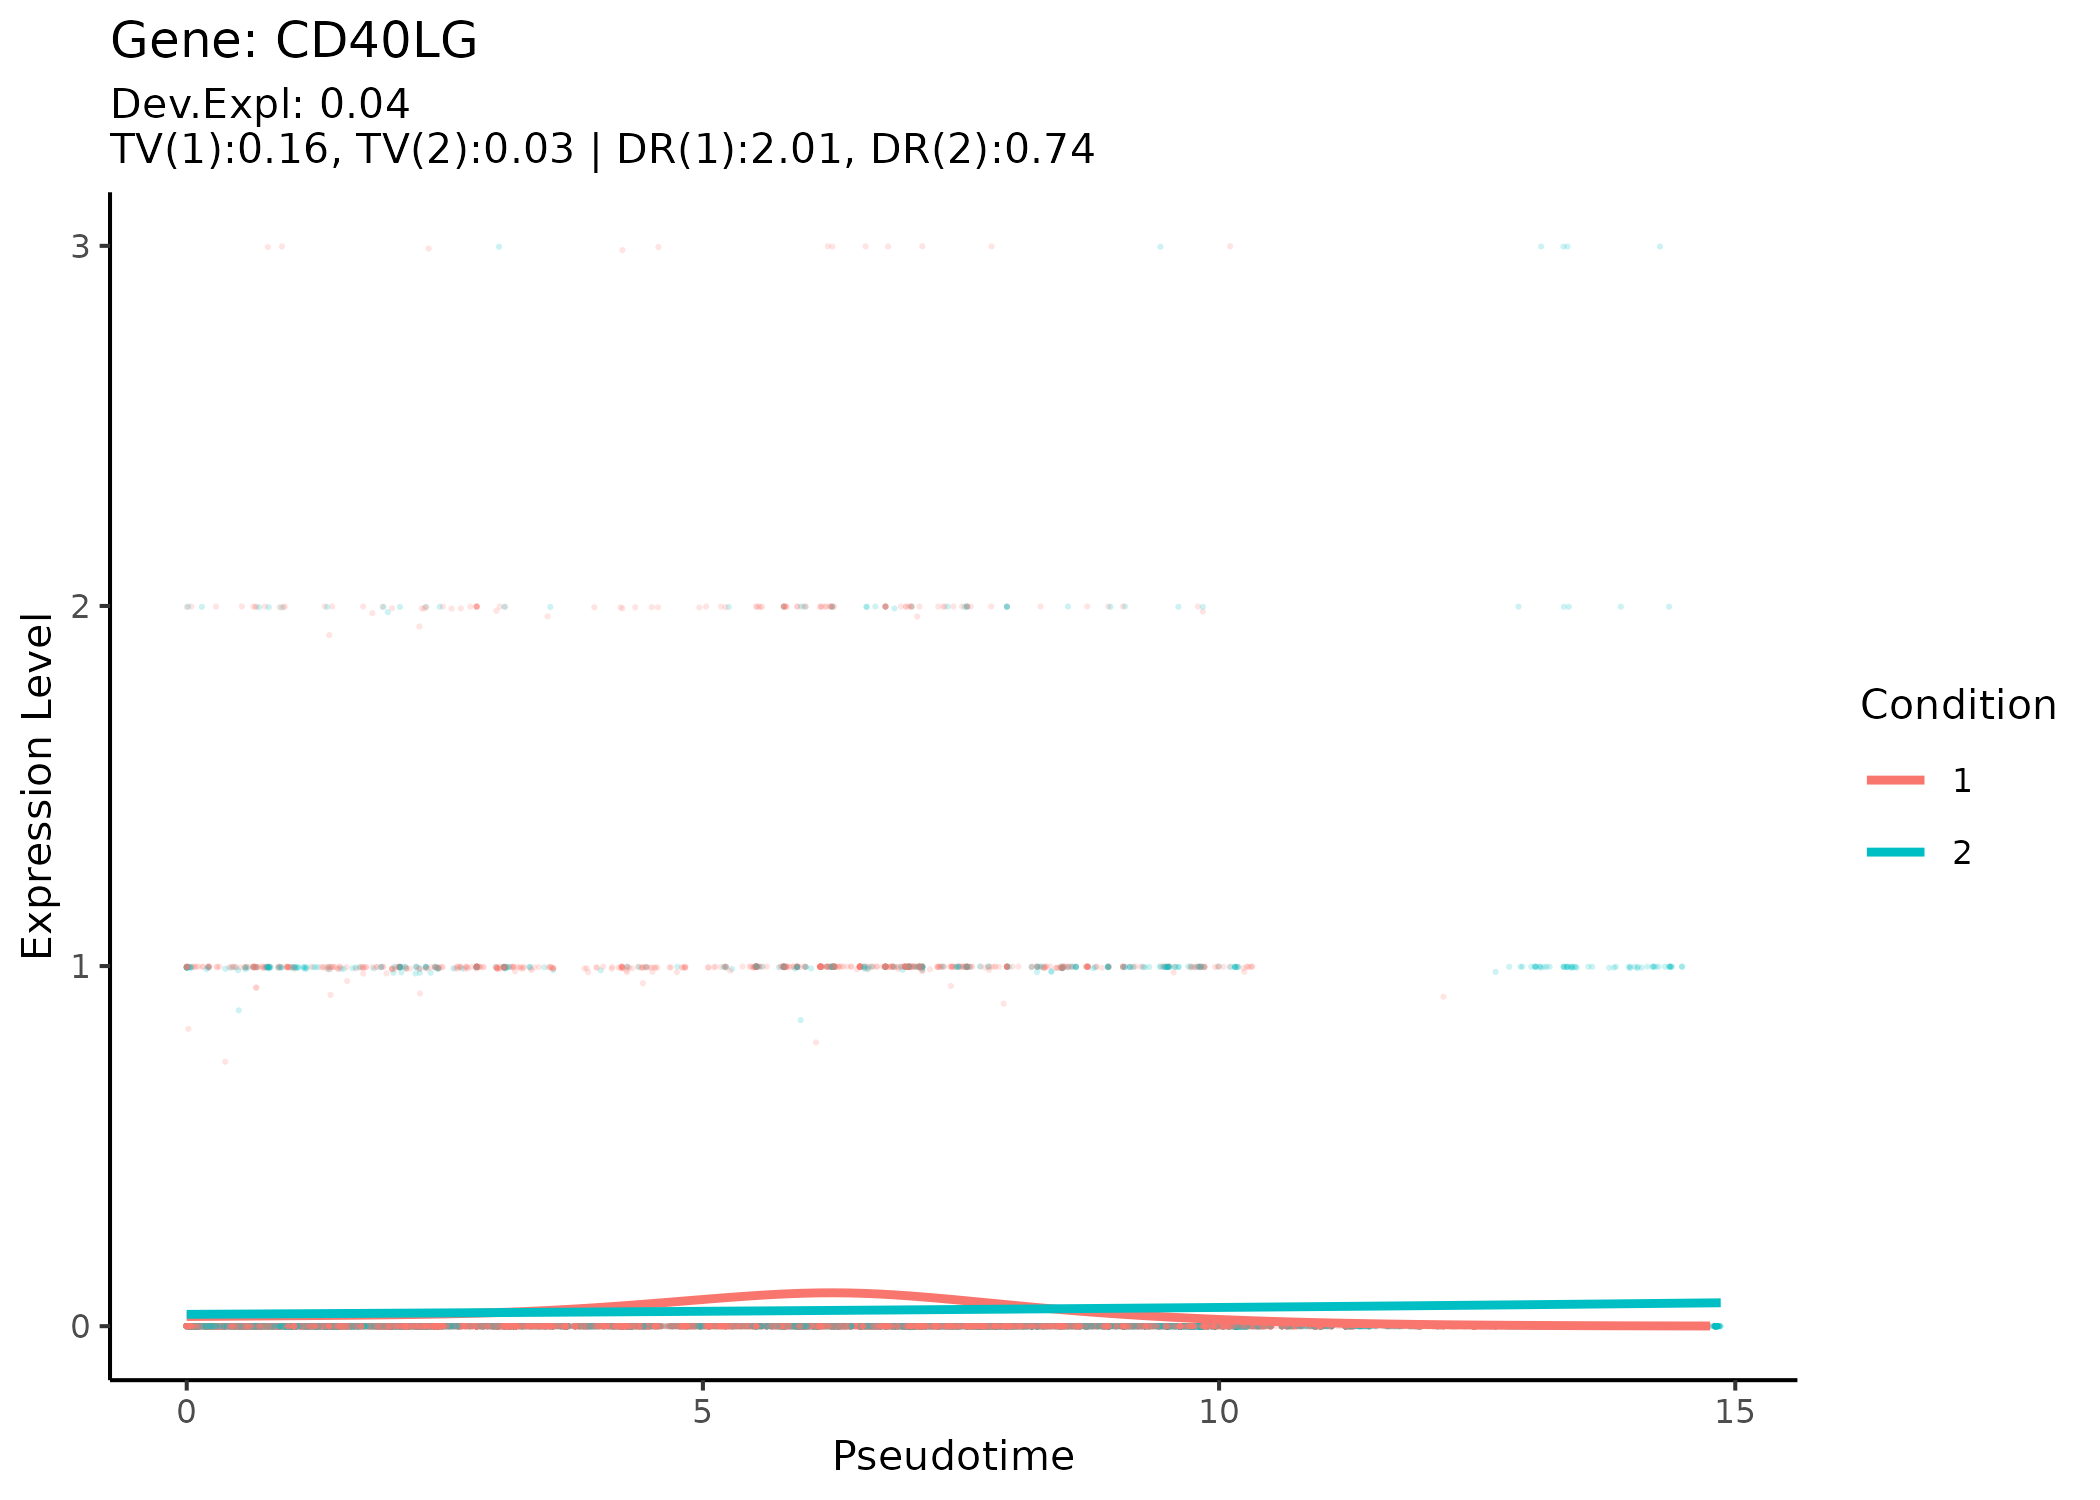 Gene: CD40LG
Dev.Expl: 0.04
TV(1):0.16, TV(2):0.03 | DR(1):2.01, DR(2):0.74
3
2
1
0
Expression Level
0
5
10
15
Pseudotime
Condition
1
2